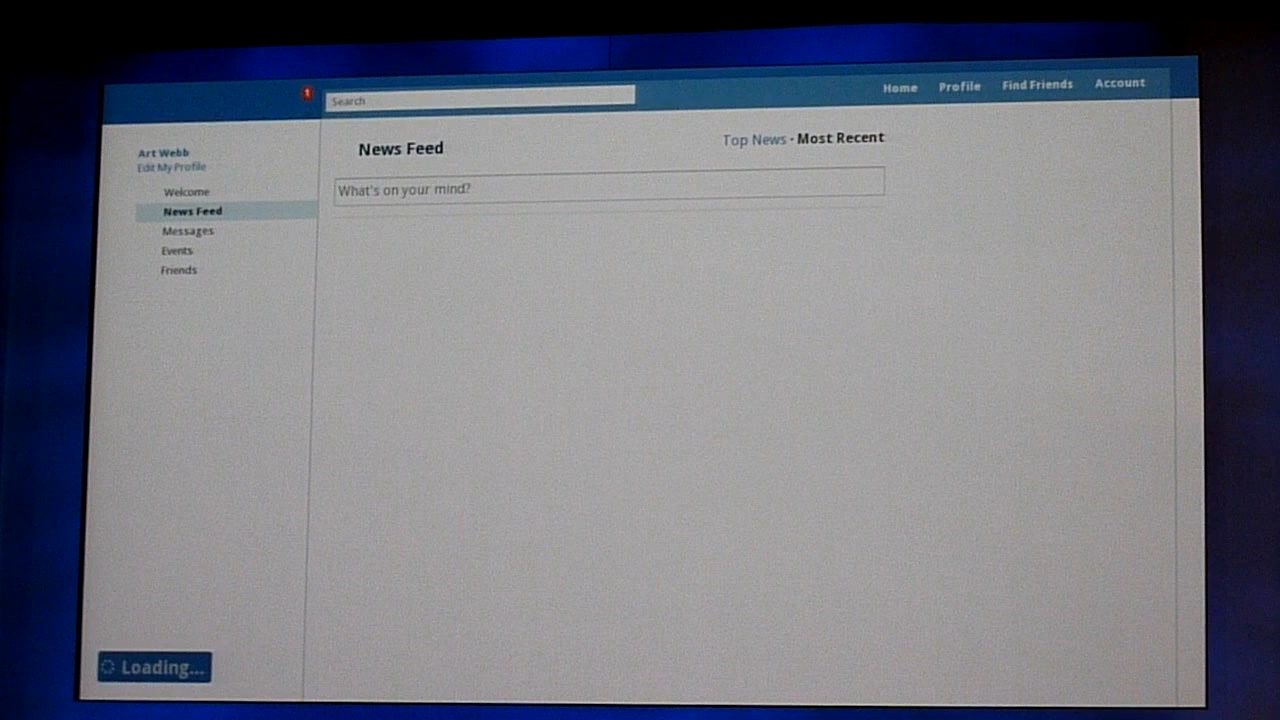 1
Search
Home Profile Find Friends Account
Art Webb
Edit My Profile
Welcome
News Feed
Messages
Events
Friends
News Feed
Top News · Most Recent
What's on your mind?
Loading...